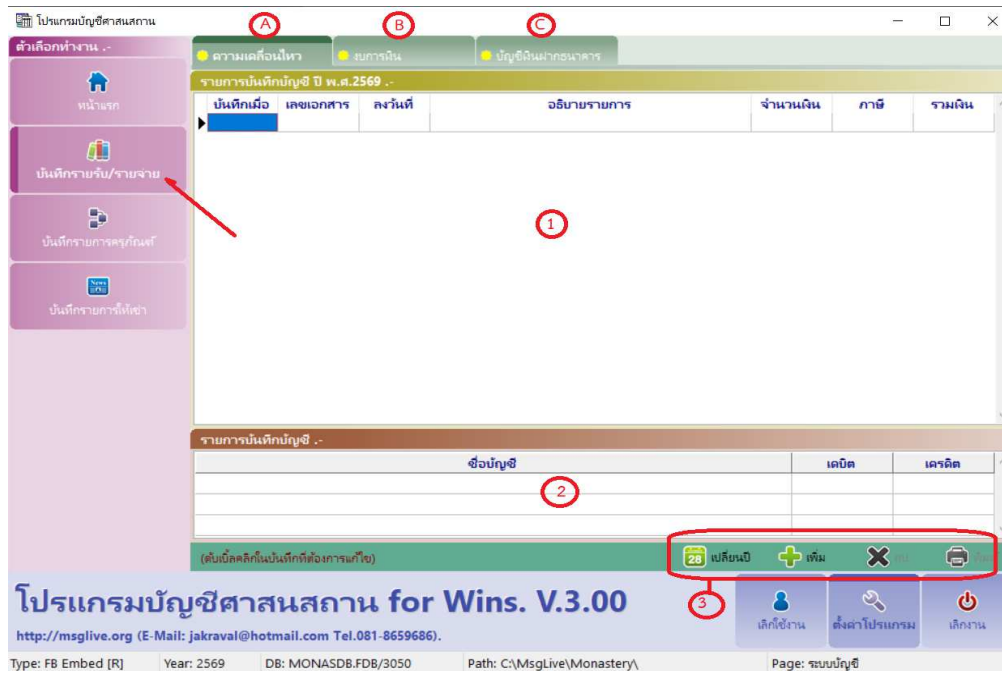 โปรแกรมบัญชีศาสนสถาน
A
B
C
ตัวเลือกทำงาน .-
ความเคลื่อนไหว
งบการเงิน
บัญชีเงินฝากธนาคาร
หน้าแรก
บันทึกรายรับ/รายจ่าย
บันทึกรายการครุภัณฑ์
บันทึกรายการให้เช่า
รายการบันทึกบัญชี ปี พ.ศ.2569 .-
บันทึกเมื่อ เลขเอกสาร ลงวันที่ อธิบายรายการ จำนวนเงิน ภาษี รวมเงิน
1
รายการบันทึกบัญชี .-
ชื่อบัญชี เดบิต เครดิต
2
(ดับเบิ้ลคลิกในบันทึกที่ต้องการแก้ไข)
28 เปลี่ยนปี เพิ่ม
3
โปรแกรมบัญชีศาสนสถาน for Wins. V.3.00
http://msglive.org (E-Mail: jakraval@hotmail.com Tel.081-8659686).
เลิกใช้งาน ตั้งค่าโปรแกรม เลิกงาน
Type: FB Embed [R] Year: 2569 DB: MONASDB.FDB/3050 Path: C:\MsgLive\Monastery\ Page: ระบบบัญชี